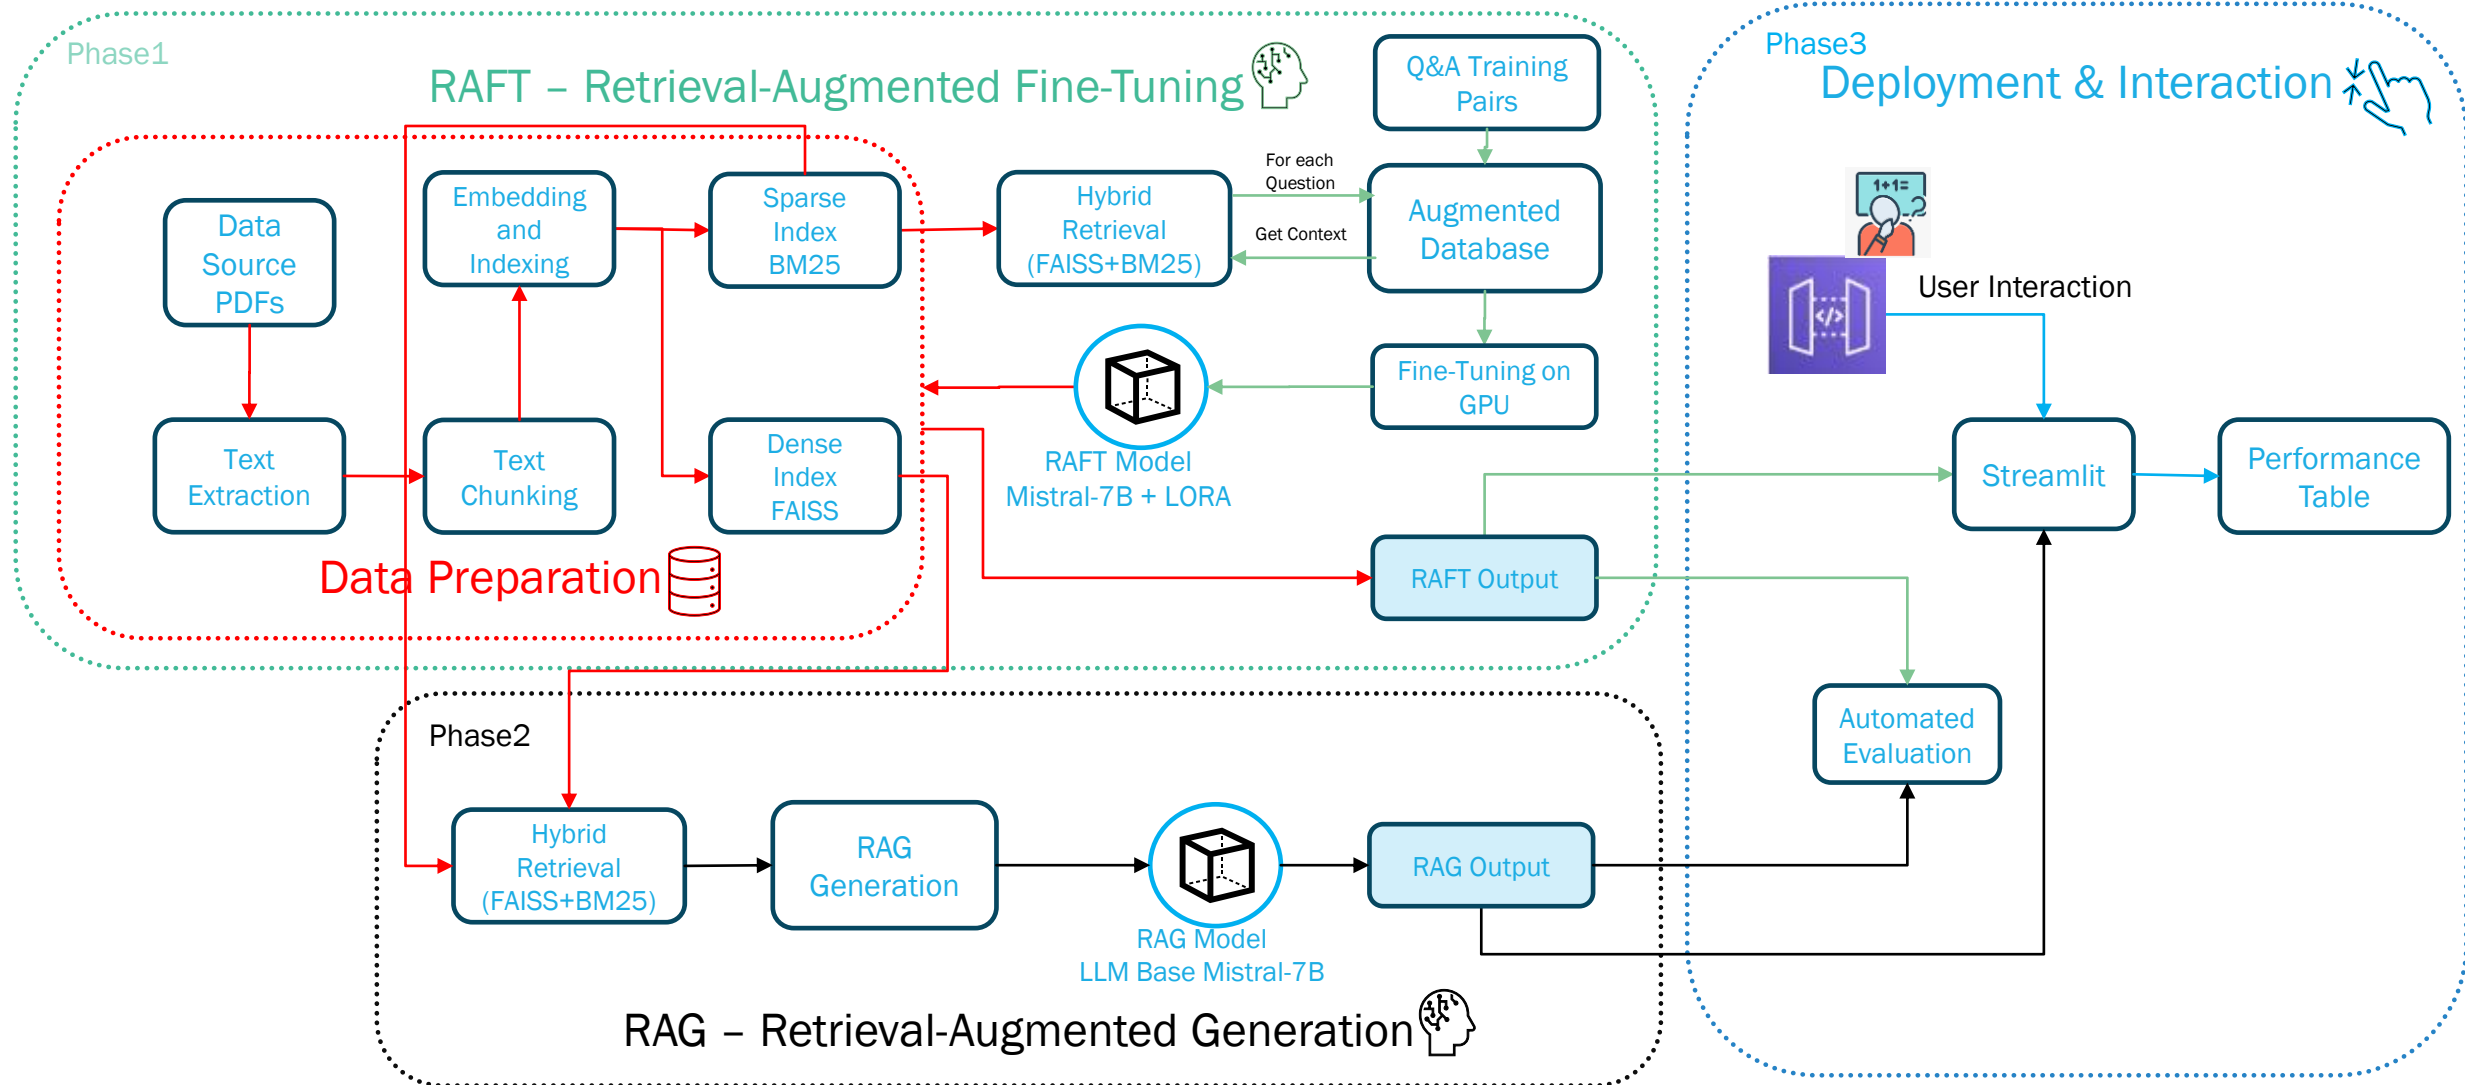 Phase1
RAFT – Retrieval-Augmented Fine-Tuning
Q&A Training
Pairs
For each
Question
Get Context
Data
Source
PDFs
Embedding
and
Indexing
Sparse
Index
BM25
Hybrid
Retrieval
(FAISS+BM25)
Augmented
Database
Text
Extraction
Text
Chunking
Dense
Index
FAISS
RAFT Model
Mistral-7B + LORA
Fine-Tuning on
GPU
Data Preparation
RAFT Output
Phase2
Hybrid
Retrieval
(FAISS+BM25)
RAG
Generation
RAG Model
LLM Base Mistral-7B
RAG Output
RAG – Retrieval-Augmented Generation
Phase3
Deployment & Interaction
1+1=
?
</>
User Interaction
Streamlit
Performance
Table
Automated
Evaluation